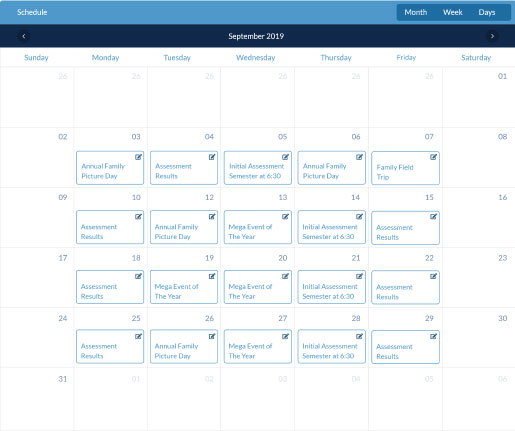 Schedule
Month Week Days
September 2019
Sunday Monday Tuesday Wednesday Thursday Friday Saturday
26 26 26 26 26 26 01
02 03 04 05 06 07 08
Annual Family Assessment Initial Assessment Annual Family Family Field
Picture Day Results Semester at 6:30 Picture Day Trip
09 10 12 13 14 15 16
Assessment Annual Family Mega Event of Initial Assessment Assessment
Results Picture Day The Year Semester at 6:30 Results
17 18 19 20 21 22 23
Assessment Mega Event of Mega Event of Initial Assessment Assessment
Results The Year The Year Semester at 6:30 Results
24 25 26 27 28 29 30
Assessment Annual Family Mega Event of Initial Assessment Assessment
Results Picture Day The Year Semester at 6:30 Results
31 01 02 03 04 05 06